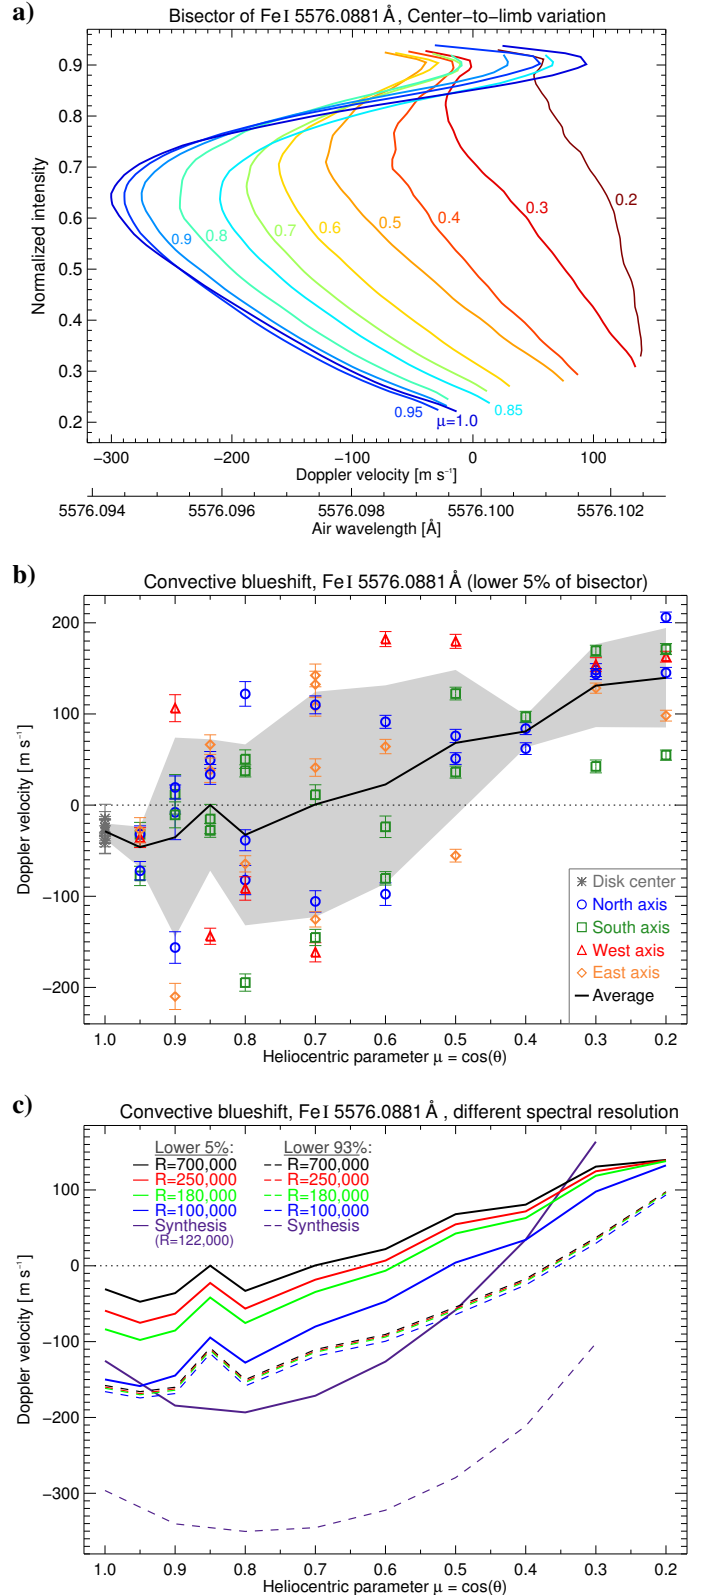 a)
Bisector of Fe I 5576.0881 Å, Center-to-limb variation
0.9
0.8
0.7
0.6
0.5
0.4
0.3
0.2
Normalized intensity
0.2
0.3
0.4
0.5
0.6
0.7
0.8
0.9
0.85
0.95
μ=1.0
−300 −200 −100 0 100
Doppler velocity [m s⁻¹]
5576.094 5576.096 5576.098 5576.100 5576.102
Air wavelength [Å]
b)
Convective blueshift, Fe I 5576.0881 Å (lower 5% of bisector)
200
100
0
−100
−200
Doppler velocity [m s⁻¹]
Disk center
North axis
South axis
West axis
East axis
Average
1.0 0.9 0.8 0.7 0.6 0.5 0.4 0.3 0.2
Heliocentric parameter μ = cos(θ)
c)
Convective blueshift, Fe I 5576.0881 Å , different spectral resolution
Lower 5%: Lower 93%:
R=700,000 R=700,000
R=250,000 R=250,000
R=180,000 R=180,000
R=100,000 R=100,000
Synthesis Synthesis
(R=122,000)
100
0
−100
−200
−300
Doppler velocity [m s⁻¹]
1.0 0.9 0.8 0.7 0.6 0.5 0.4 0.3 0.2
Heliocentric parameter μ = cos(θ)